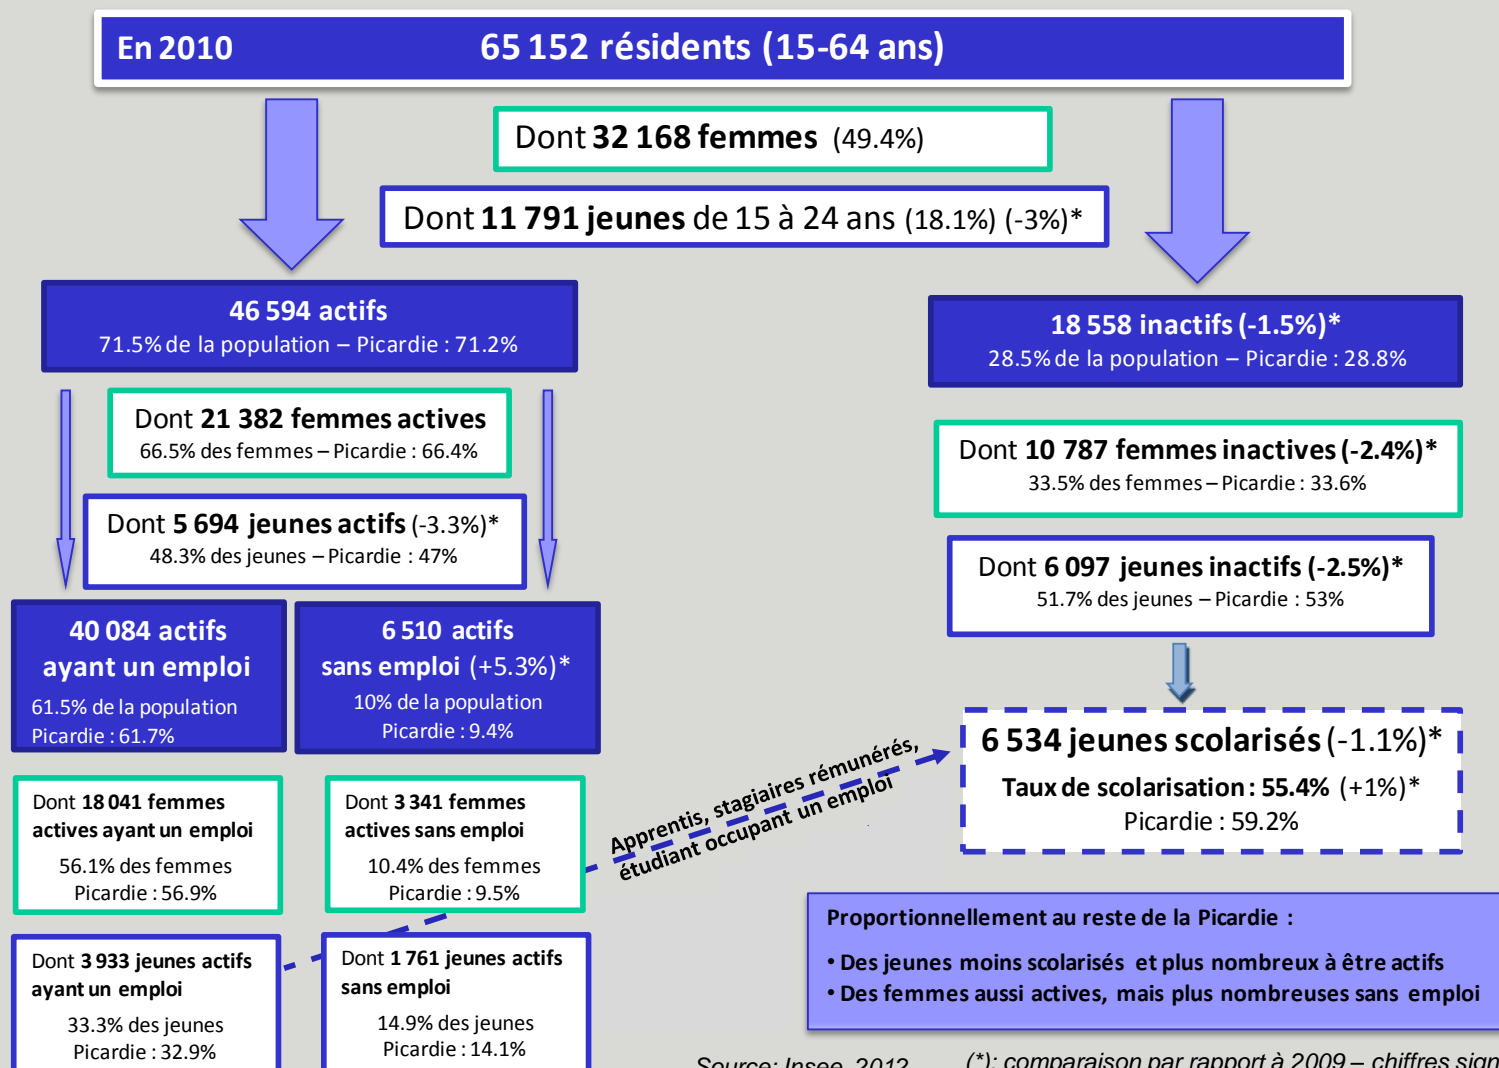 En 2010 65 152 résidents (15-64 ans)
Dont 32 168 femmes (49.4%)
Dont 11 791 jeunes de 15 à 24 ans (18.1%) (-3%)*
46 594 actifs
71.5% de la population – Picardie : 71.2%
Dont 21 382 femmes actives
66.5% des femmes – Picardie : 66.4%
Dont 5 694 jeunes actifs (-3.3%)*
48.3% des jeunes – Picardie : 47%
40 084 actifs
ayant un emploi
61.5% de la population
Picardie : 61.7%
6 510 actifs
sans emploi (+5.3%)*
10% de la population
Picardie : 9.4%
Dont 18 041 femmes
actives ayant un emploi
56.1% des femmes
Picardie : 56.9%
Dont 3 341 femmes
actives sans emploi
10.4% des femmes
Picardie : 9.5%
Dont 3 933 jeunes actifs
ayant un emploi
33.3% des jeunes
Picardie : 32.9%
Dont 1 761 jeunes actifs
sans emploi
14.9% des jeunes
Picardie : 14.1%
18 558 inactifs (-1.5%)*
28.5% de la population – Picardie : 28.8%
Dont 10 787 femmes inactives (-2.4%)*
33.5% des femmes – Picardie : 33.6%
Dont 6 097 jeunes inactifs (-2.5%)*
51.7% des jeunes – Picardie : 53%
Apprentis, stagiaires rémunérés,
étudiant occupant un emploi
6 534 jeunes scolarisés (-1.1%)*
Taux de scolarisation : 55.4% (+1%)*
Picardie : 59.2%
Proportionnellement au reste de la Picardie :
• Des jeunes moins scolarisés et plus nombreux à être actifs
• Des femmes aussi actives, mais plus nombreuses sans emploi
Source: Insee, 2012
(*): comparaison par rapport à 2009 – chiffres